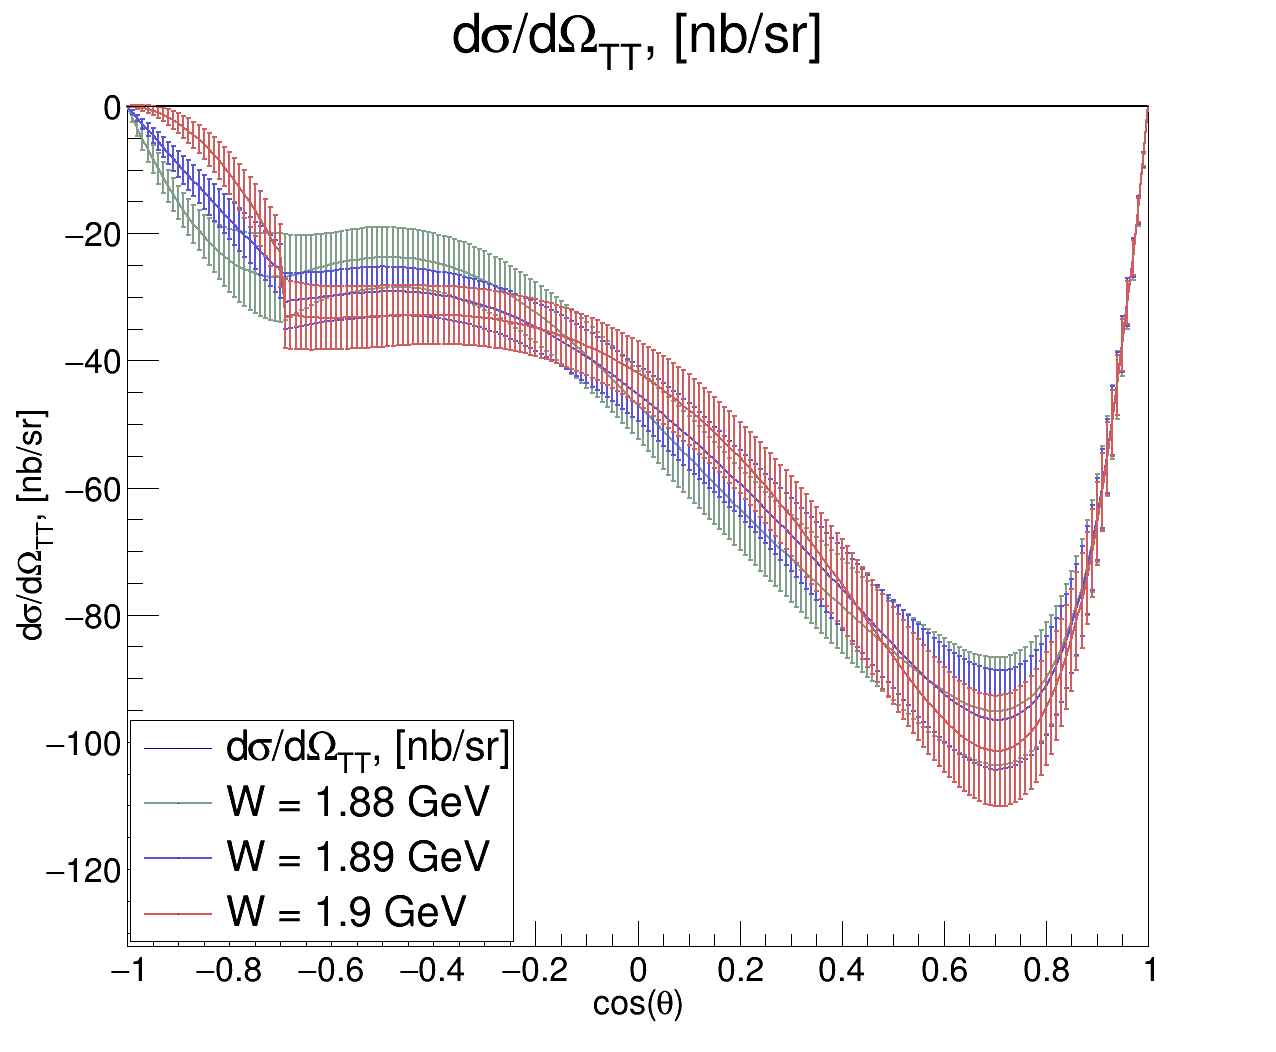 dσ/dΩTT, [nb/sr]
dσ/dΩTT, [nb/sr]
0
−20
−40
−60
−80
−100
−120
dσ/dΩTT, [nb/sr]
W = 1.88 GeV
W = 1.89 GeV
W = 1.9 GeV
−1 −0.8 −0.6 −0.4 −0.2 0 0.2 0.4 0.6 0.8 1
cos(θ)